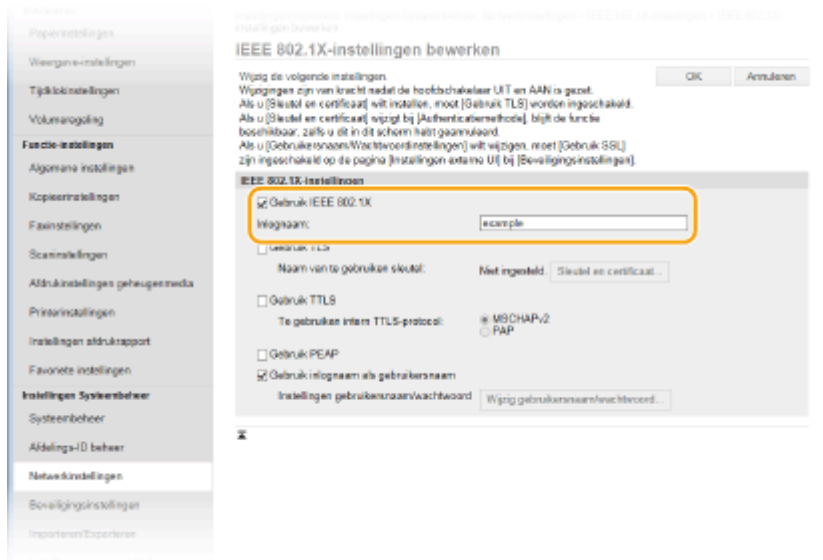 Papierinstellingen
Weergave-instellingen
Tijdklokinstellingen
Volumeregeling
Functie-instellingen
Algemene instellingen
Kopieerinstellingen
Faxinstellingen
Scaninstellingen
Afdrukinstellingen geheugenmedia
Printerinstellingen
Instellingen afdrukrapport
Favoriete instellingen
Instellingen Systeembeheer
Systeembeheer
Afdelings-ID beheer
Netwerkinstellingen
Beveiligingsinstellingen
Importeren/Exporteren
IEEE 802.1X-instellingen bewerken
Wijzig de volgende instellingen.
OK Annuleren
Wijzigingen zijn van kracht nadat de hoofdschakelaar UIT en AAN is gezet.
Als u [Sleutel en certificaat] wilt instellen, moet [Gebruik TLS] worden ingeschakeld.
Als u [Sleutel en certificaat] wijzigt bij [Authenticatiemethode], blijft de functie
beschikbaar, zelfs u dit in dit scherm hebt geannuleerd.
Als u [Gebruikersnaam/Wachtwoordinstellingen] wilt wijzigen, moet [Gebruik SSL]
zijn ingeschakeld op de pagina [Instellingen externe UI] bij [Beveiligingsinstellingen].
IEEE 802.1X-instellingen
Gebruik IEEE 802.1X
Inlognaam: example
Gebruik TLS
Naam van te gebruiken sleutel: Niet ingesteld. Sleutel en certificaat...
Gebruik TTLS
Te gebruiken intern TTLS-protocol: MSCHAPv2
PAP
Gebruik PEAP
Gebruik inlognaam als gebruikersnaam
Instellingen gebruikersnaam/wachtwoord Wijzig gebruikersnaam/wachtwoord...